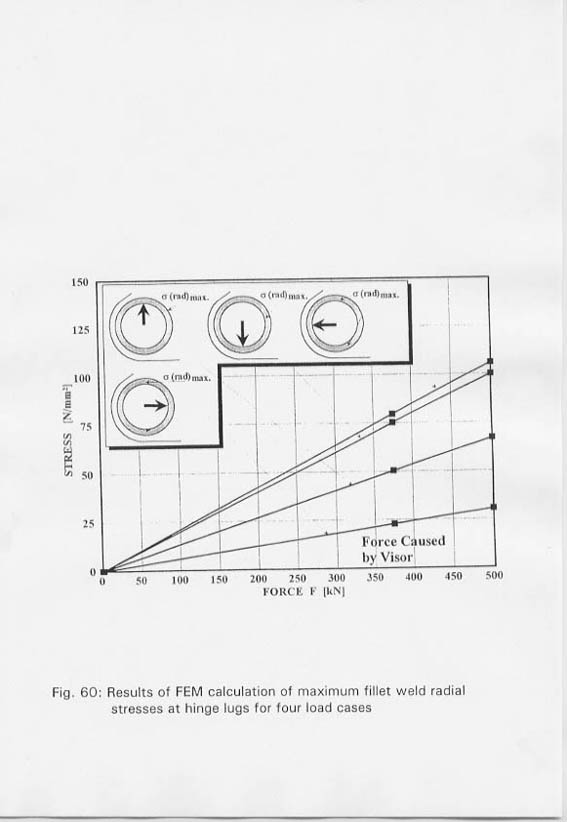 150
125
100
75
50
25
0
STRESS [N/mm²]
σ (rad)max.
σ (rad)max.
σ (rad)max.
σ (rad)max.
Force Caused
by Visor
0 50 100 150 200 250 300 350 400 450 500
FORCE F [kN]
Fig. 60: Results of FEM calculation of maximum fillet weld radial
stresses at hinge lugs for four load cases